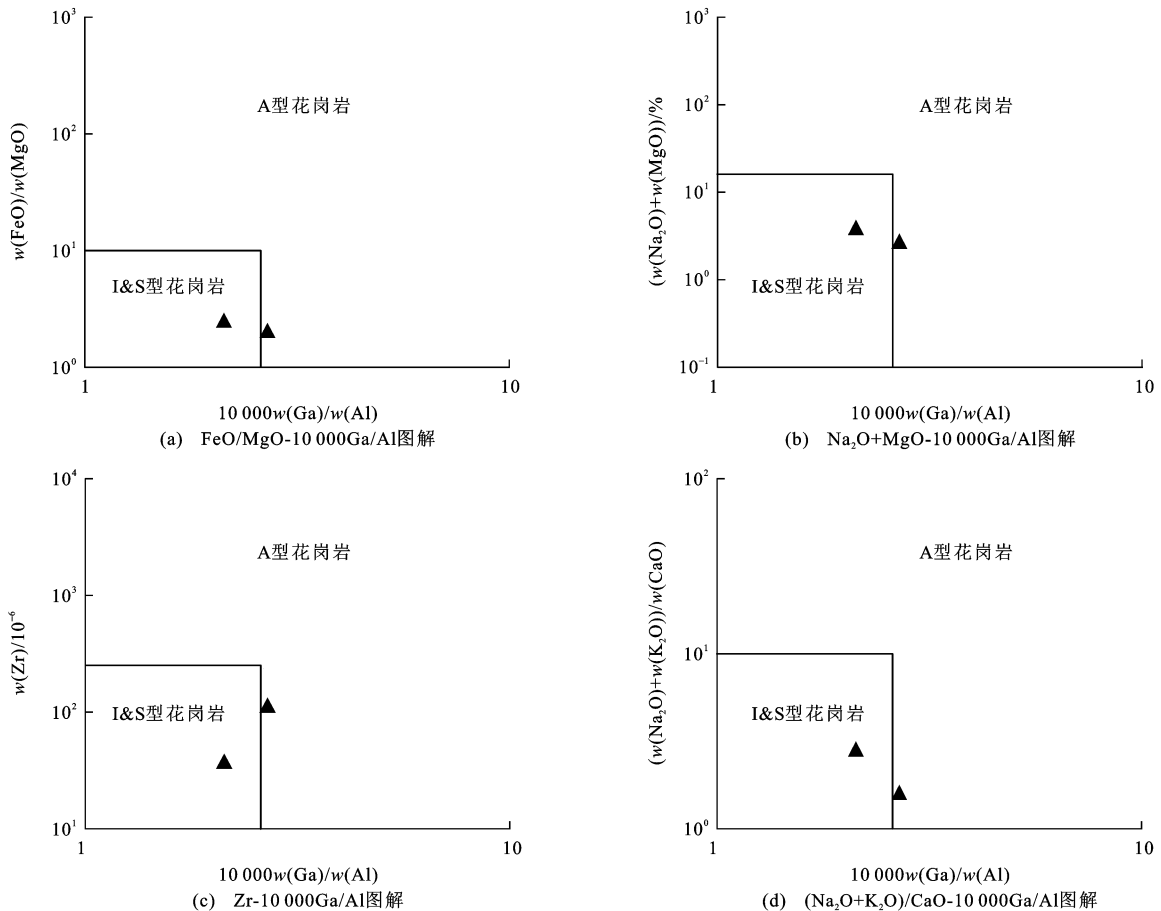 10³
10²
10¹
10⁰
w(FeO)/w(MgO)
A型花岗岩
I&S型花岗岩
1
10
10 000w(Ga)/w(Al)
(a) FeO/MgO-10 000Ga/Al图解
10³
10²
10¹
10⁰
10⁻¹
(w(Na₂O)+w(MgO))/%
A型花岗岩
I&S型花岗岩
1
10
10 000w(Ga)/w(Al)
(b) Na₂O+MgO-10 000Ga/Al图解
10⁴
10³
10²
10¹
w(Zr)/10⁻⁶
A型花岗岩
I&S型花岗岩
1
10
10 000w(Ga)/w(Al)
(c) Zr-10 000Ga/Al图解
10²
10¹
10⁰
(w(Na₂O)+w(K₂O))/w(CaO)
A型花岗岩
I&S型花岗岩
1
10
10 000w(Ga)/w(Al)
(d) (Na₂O+K₂O)/CaO-10 000Ga/Al图解